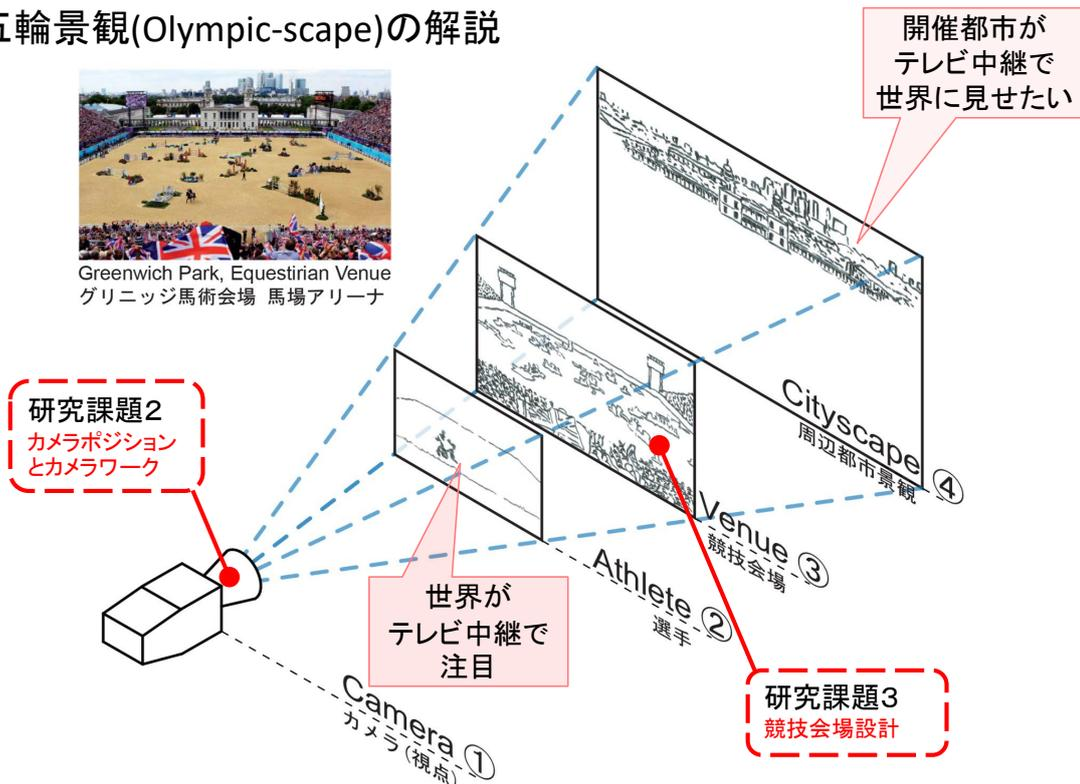 五輪景観(Olympic-scape)の解説
開催都市が
テレビ中継で
世界に見せたい
Greenwich Park, Equestrian Venue
グリニッジ馬術会場 馬場アリーナ
研究課題2
カメラポジション
とカメラワーク
Cityscape ④
周辺都市景観
Venue ③
競技会場
Athlete ②
選手
世界が
テレビ中継で
注目
Camera ①
カメラ(視点)
研究課題3
競技会場設計